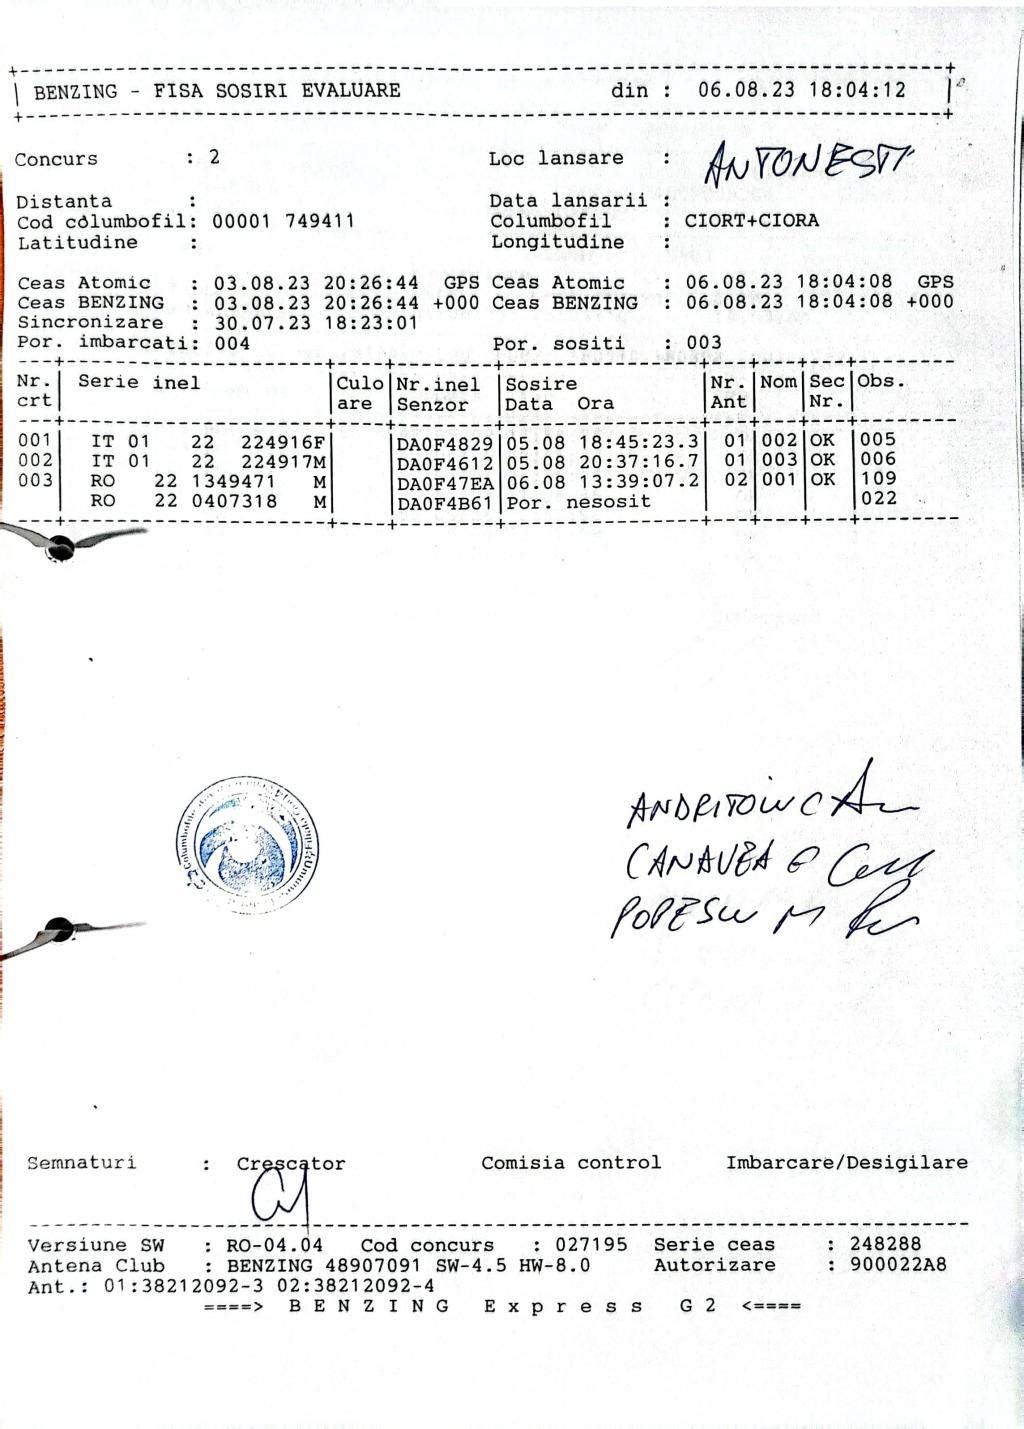 +-----------------------------------------------------------------------------+
| BENZING - FISA SOSIRI EVALUARE din : 06.08.23 18:04:12 |
+-----------------------------------------------------------------------------+
Concurs : 2 Loc lansare : ANTONESTI
Distanta : Data lansarii :
Cod columbofil: 00001 749411 Columbofil : CIORT+CIORA
Latitudine : Longitudine :
Ceas Atomic : 03.08.23 20:26:44 GPS Ceas Atomic : 06.08.23 18:04:08 GPS
Ceas BENZING : 03.08.23 20:26:44 +000 Ceas BENZING : 06.08.23 18:04:08 +000
Sincronizare : 30.07.23 18:23:01
Por. imbarcati: 004 Por. sositi : 003
Nr.| Serie inel |Culo|Nr.inel |Sosire |Nr.|Nom|Sec|Obs.
crt| |are |Senzor |Data Ora |Ant| |Nr.|
001| IT 01 22 224916F| |DA0F4829|05.08 18:45:23.3| 01|002|OK |005
002| IT 01 22 224917M| |DA0F4612|05.08 20:37:16.7| 01|003|OK |006
003| RO 22 1349471 M| |DA0F47EA|06.08 13:39:07.2| 02|001|OK |109
| RO 22 0407318 M| |DA0F4B61|Por. nesosit | | | |022
ANDRITOIU C
CANAVEA G
POPESCU M
Semnaturi : Crescator Comisia control Imbarcare/Desigilare
Versiune SW : RO-04.04 Cod concurs : 027195 Serie ceas : 248288
Antena Club : BENZING 48907091 SW-4.5 HW-8.0 Autorizare : 900022A8
Ant.: 01:38212092-3 02:38212092-4
====> B E N Z I N G E x p r e s s G 2 <====